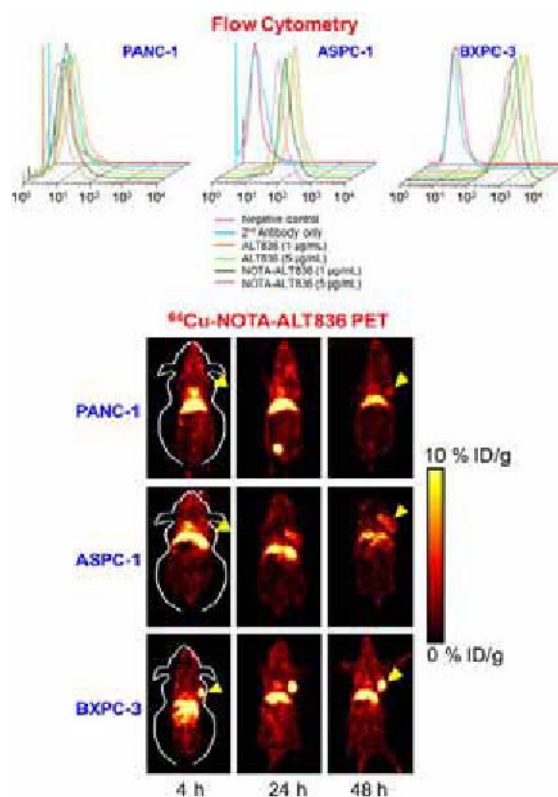 Flow Cytometry
PANC-1
ASPC-1
BXPC-3
10⁰ 10¹ 10² 10³ 10⁴
10⁰ 10¹ 10² 10³ 10⁴
10⁰ 10¹ 10² 10³ 10⁴
Negative control
2ⁿᵈ Antibody only
ALT836 (1 µg/mL)
ALT836 (5 µg/mL)
NOTA-ALT836 (1 µg/mL)
NOTA-ALT836 (5 µg/mL)
⁶⁴Cu-NOTA-ALT836 PET
PANC-1
10 % ID/g
ASPC-1
0 % ID/g
BXPC-3
4 h
24 h
48 h